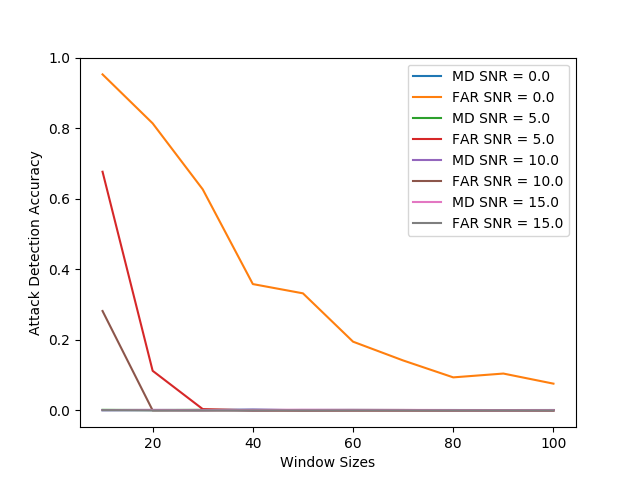 1.0
0.8
0.6
0.4
0.2
0.0
Attack Detection Accuracy
MD SNR = 0.0
FAR SNR = 0.0
MD SNR = 5.0
FAR SNR = 5.0
MD SNR = 10.0
FAR SNR = 10.0
MD SNR = 15.0
FAR SNR = 15.0
20 40 60 80 100
Window Sizes